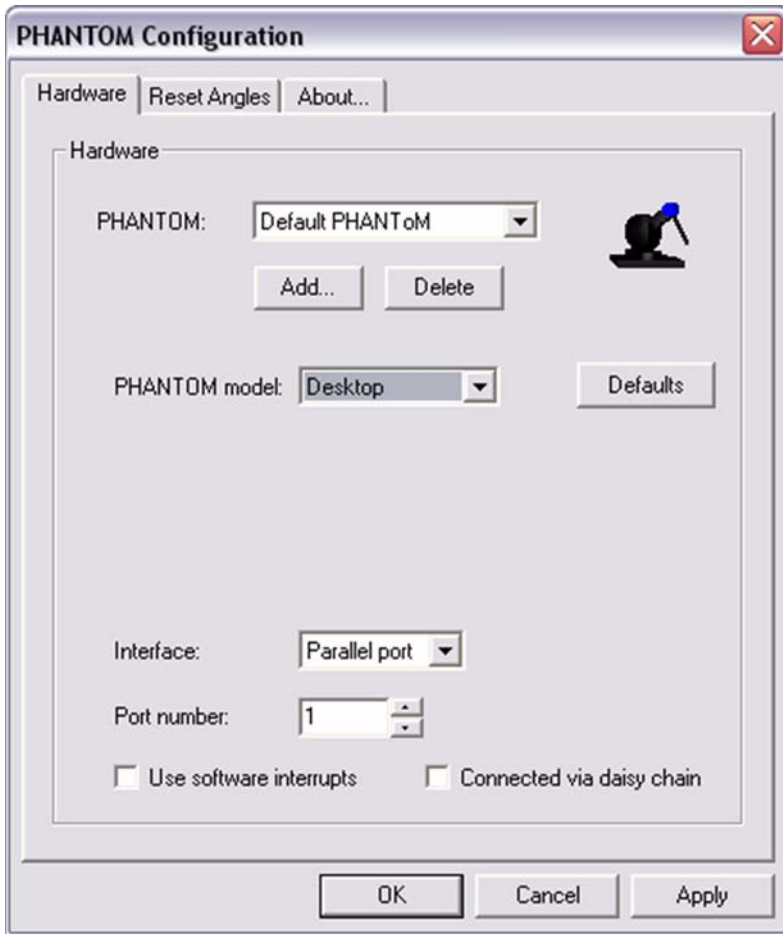 PHANTOM Configuration
Hardware Reset Angles About...
Hardware
PHANTOM: Default PHANToM
Add... Delete
PHANTOM model: Desktop Defaults
Interface: Parallel port
Port number: 1
Use software interrupts Connected via daisy chain
OK Cancel Apply